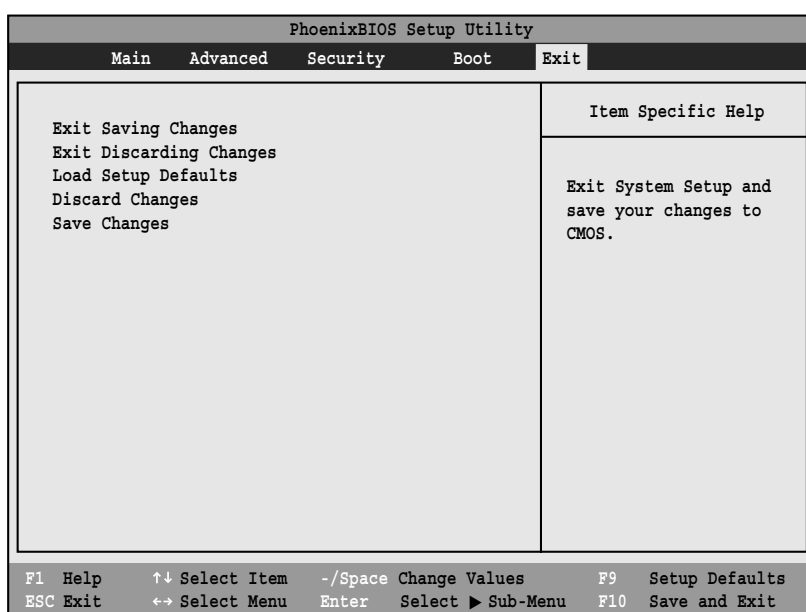 PhoenixBIOS Setup Utility
Main Advanced Security Boot Exit
Exit Saving Changes
Exit Discarding Changes
Load Setup Defaults
Discard Changes
Save Changes
Item Specific Help
Exit System Setup and
save your changes to
CMOS.
F1 Help ↑↓ Select Item -/Space Change Values F9 Setup Defaults
ESC Exit ←→ Select Menu Enter Select ▶ Sub-Menu F10 Save and Exit